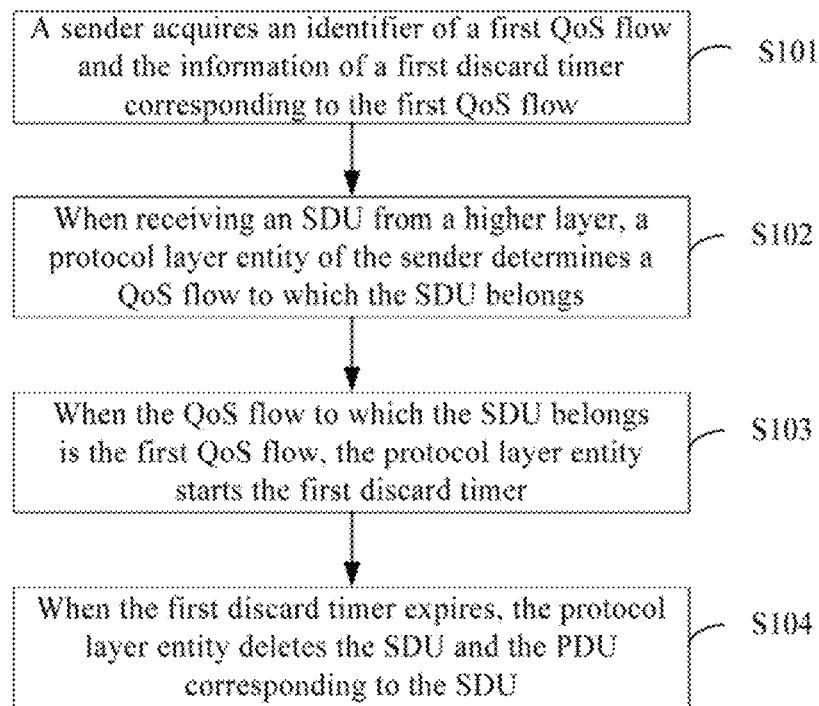 A sender acquires an identifier of a first QoS flow
and the information of a first discard timer
corresponding to the first QoS flow
S101
When receiving an SDU from a higher layer, a
protocol layer entity of the sender determines a
QoS flow to which the SDU belongs
S102
When the QoS flow to which the SDU belongs
is the first QoS flow, the protocol layer entity
starts the first discard timer
S103
When the first discard timer expires, the protocol
layer entity deletes the SDU and the PDU
corresponding to the SDU
S104